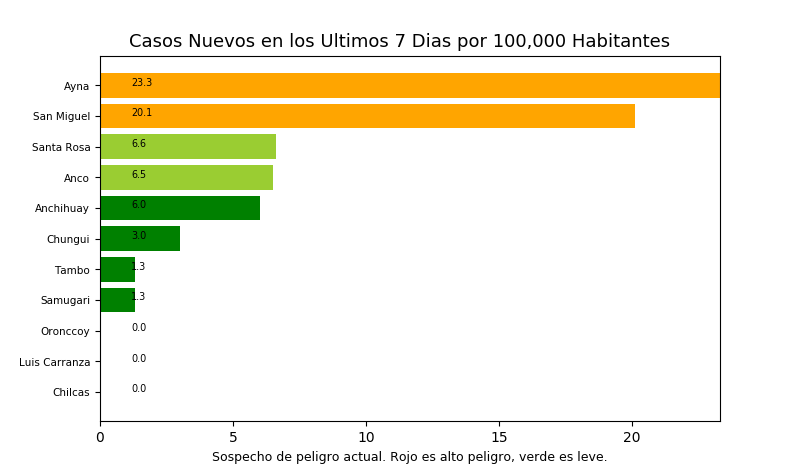 Casos Nuevos en los Ultimos 7 Dias por 100,000 Habitantes
Ayna 23.3
San Miguel 20.1
Santa Rosa 6.6
Anco 6.5
Anchihuay 6.0
Chungui 3.0
Tambo 1.3
Samugari 1.3
Oronccoy 0.0
Luis Carranza 0.0
Chilcas 0.0
0 5 10 15 20
Sospecho de peligro actual. Rojo es alto peligro, verde es leve.